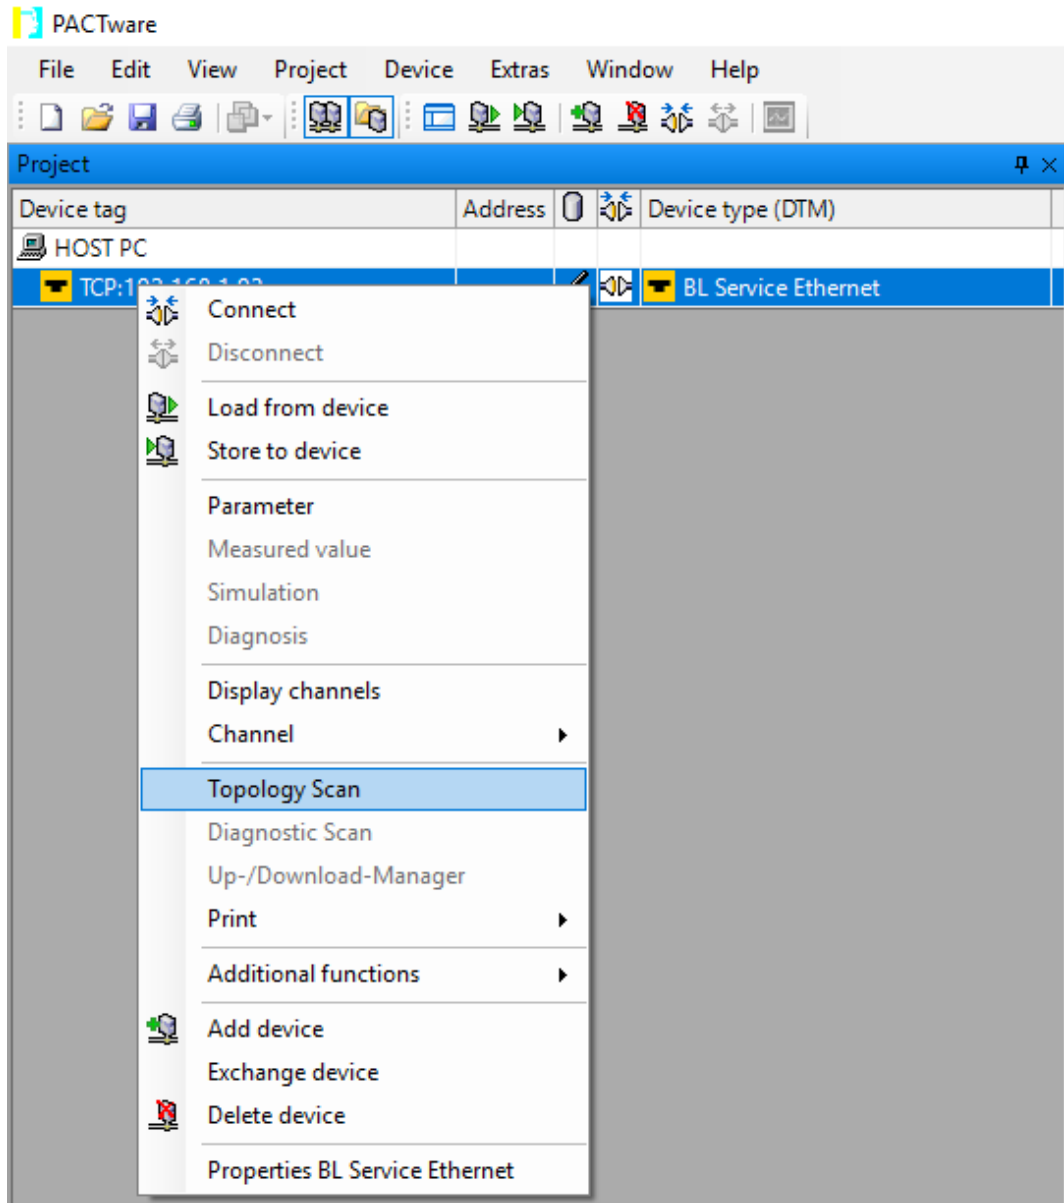 PACTware
File Edit View Project Device Extras Window Help
Project
Device tag Address Device type (DTM)
HOST PC
BL Service Ethernet
Connect
Disconnect
Load from device
Store to device
Parameter
Measured value
Simulation
Diagnosis
Display channels
Channel
Topology Scan
Diagnostic Scan
Up-/Download-Manager
Print
Additional functions
Add device
Exchange device
Delete device
Properties BL Service Ethernet